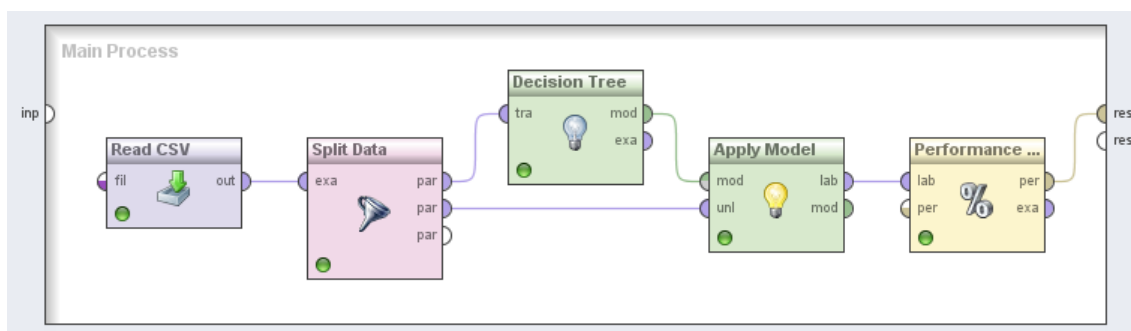 Main Process
inp
Read CSV
fil
out
Split Data
exa
par
par
par
Decision Tree
tra
mod
exa
Apply Model
mod
lab
unl
mod
Performance ...
lab
per
per
exa
res
res